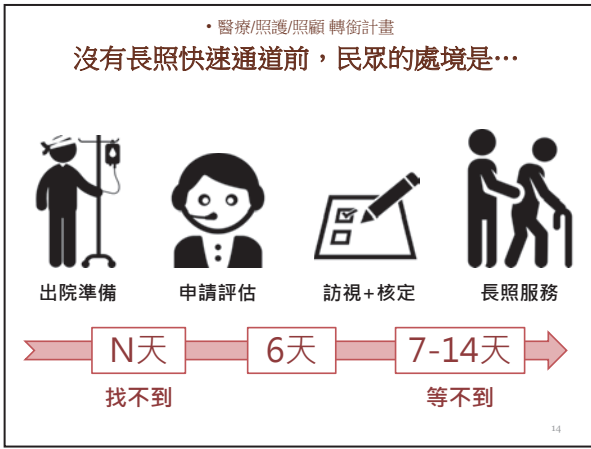 • 醫療/照護/照顧 轉銜計畫
沒有長照快速通道前，民眾的處境是…
出院準備
申請評估
訪視+核定
長照服務
N天
6天
7-14天
找不到
等不到
14